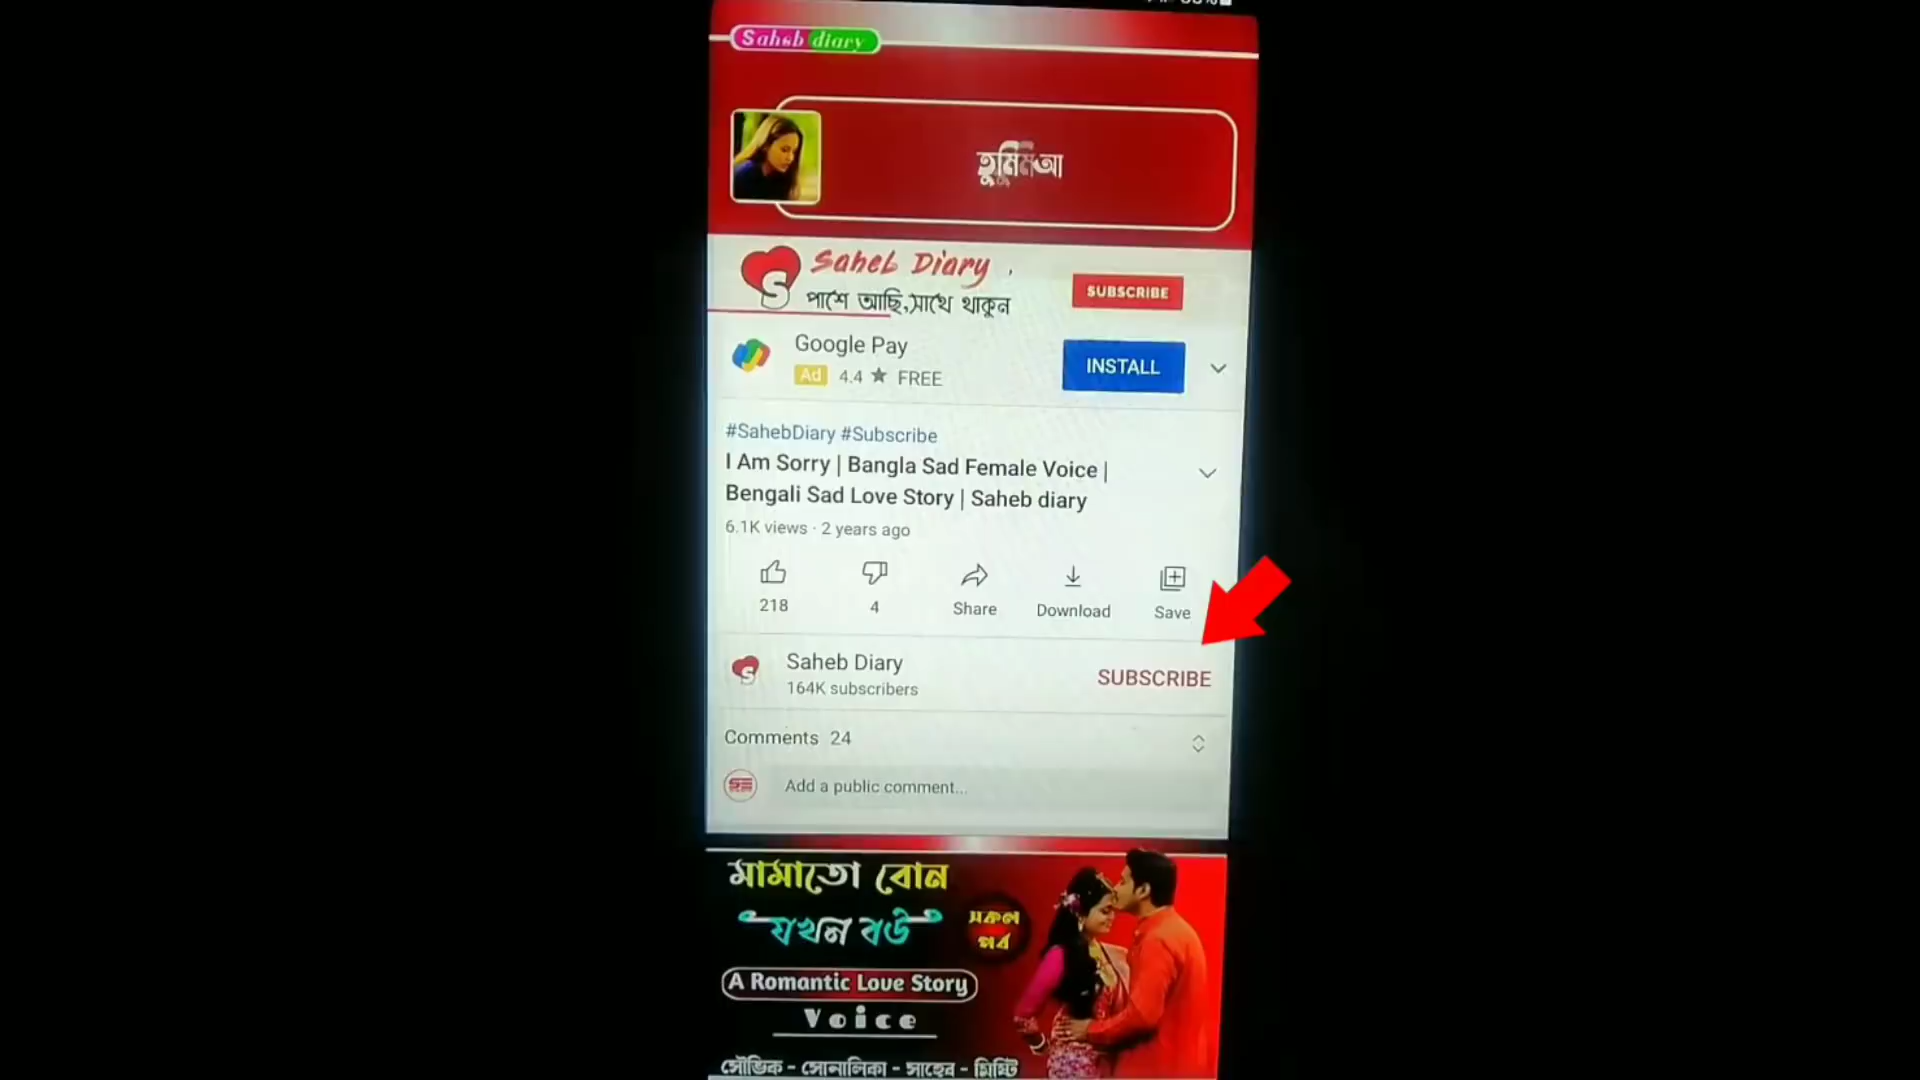 Saheb diary
Saheb Diary
পাশে আছি,সাথে থাকুন
SUBSCRIBE
Google Pay
Ad 4.4 ★ FREE
INSTALL
#SahebDiary #Subscribe
I Am Sorry | Bangla Sad Female Voice |
Bengali Sad Love Story | Saheb diary
6.1K views · 2 years ago
218
4
Share
Download
Save
Saheb Diary
164K subscribers
SUBSCRIBE
Comments 24
Add a public comment...
মামাতো বোন
যখন বউ
সকল
পর্ব
A Romantic Love Story
Voice
সৌভিক - সোনালিকা - সাহেব - মিষ্টি